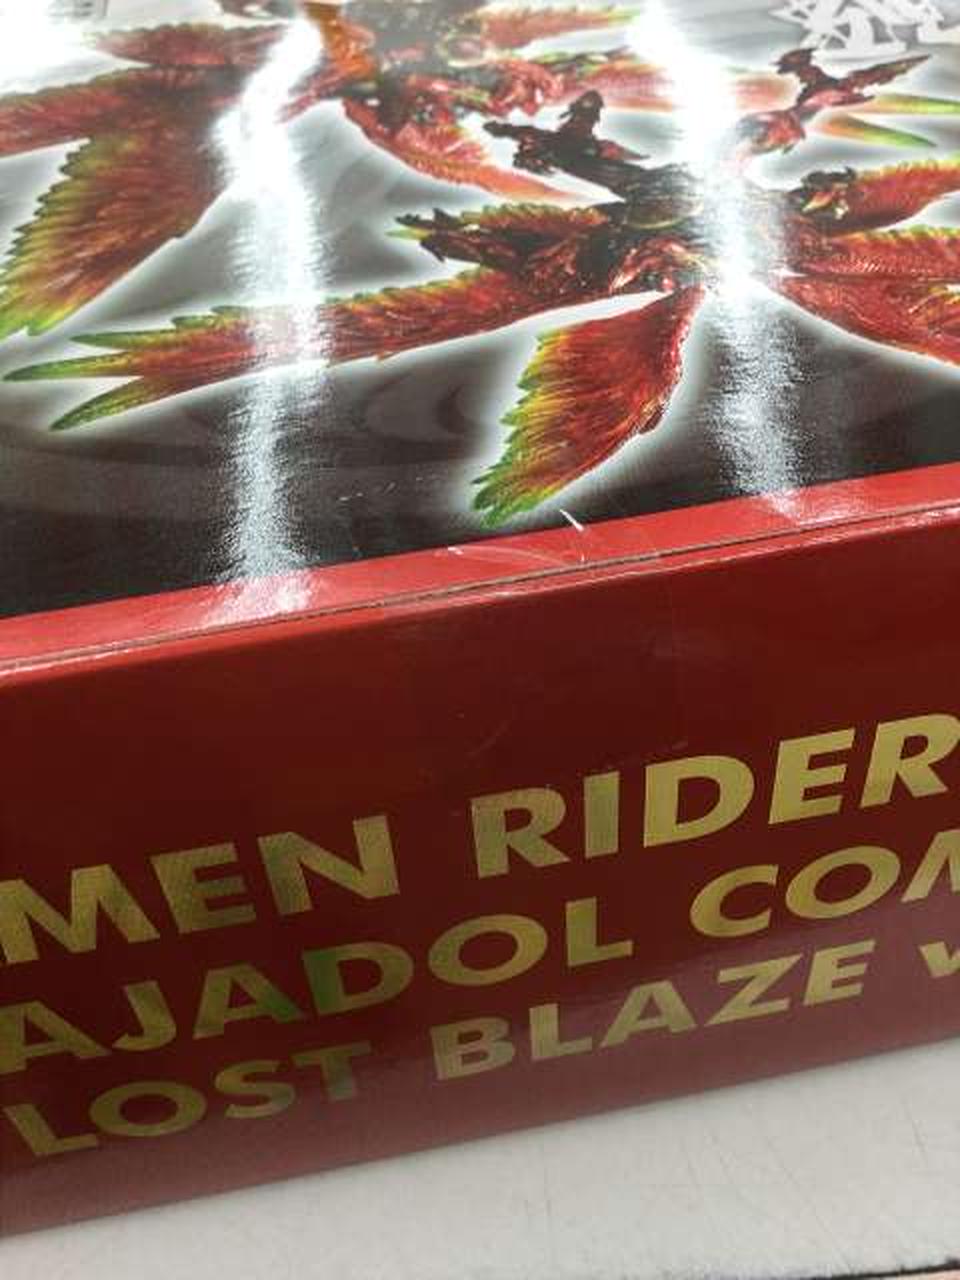 MEN RIDER
AJADOL COM
LOST BLAZE v